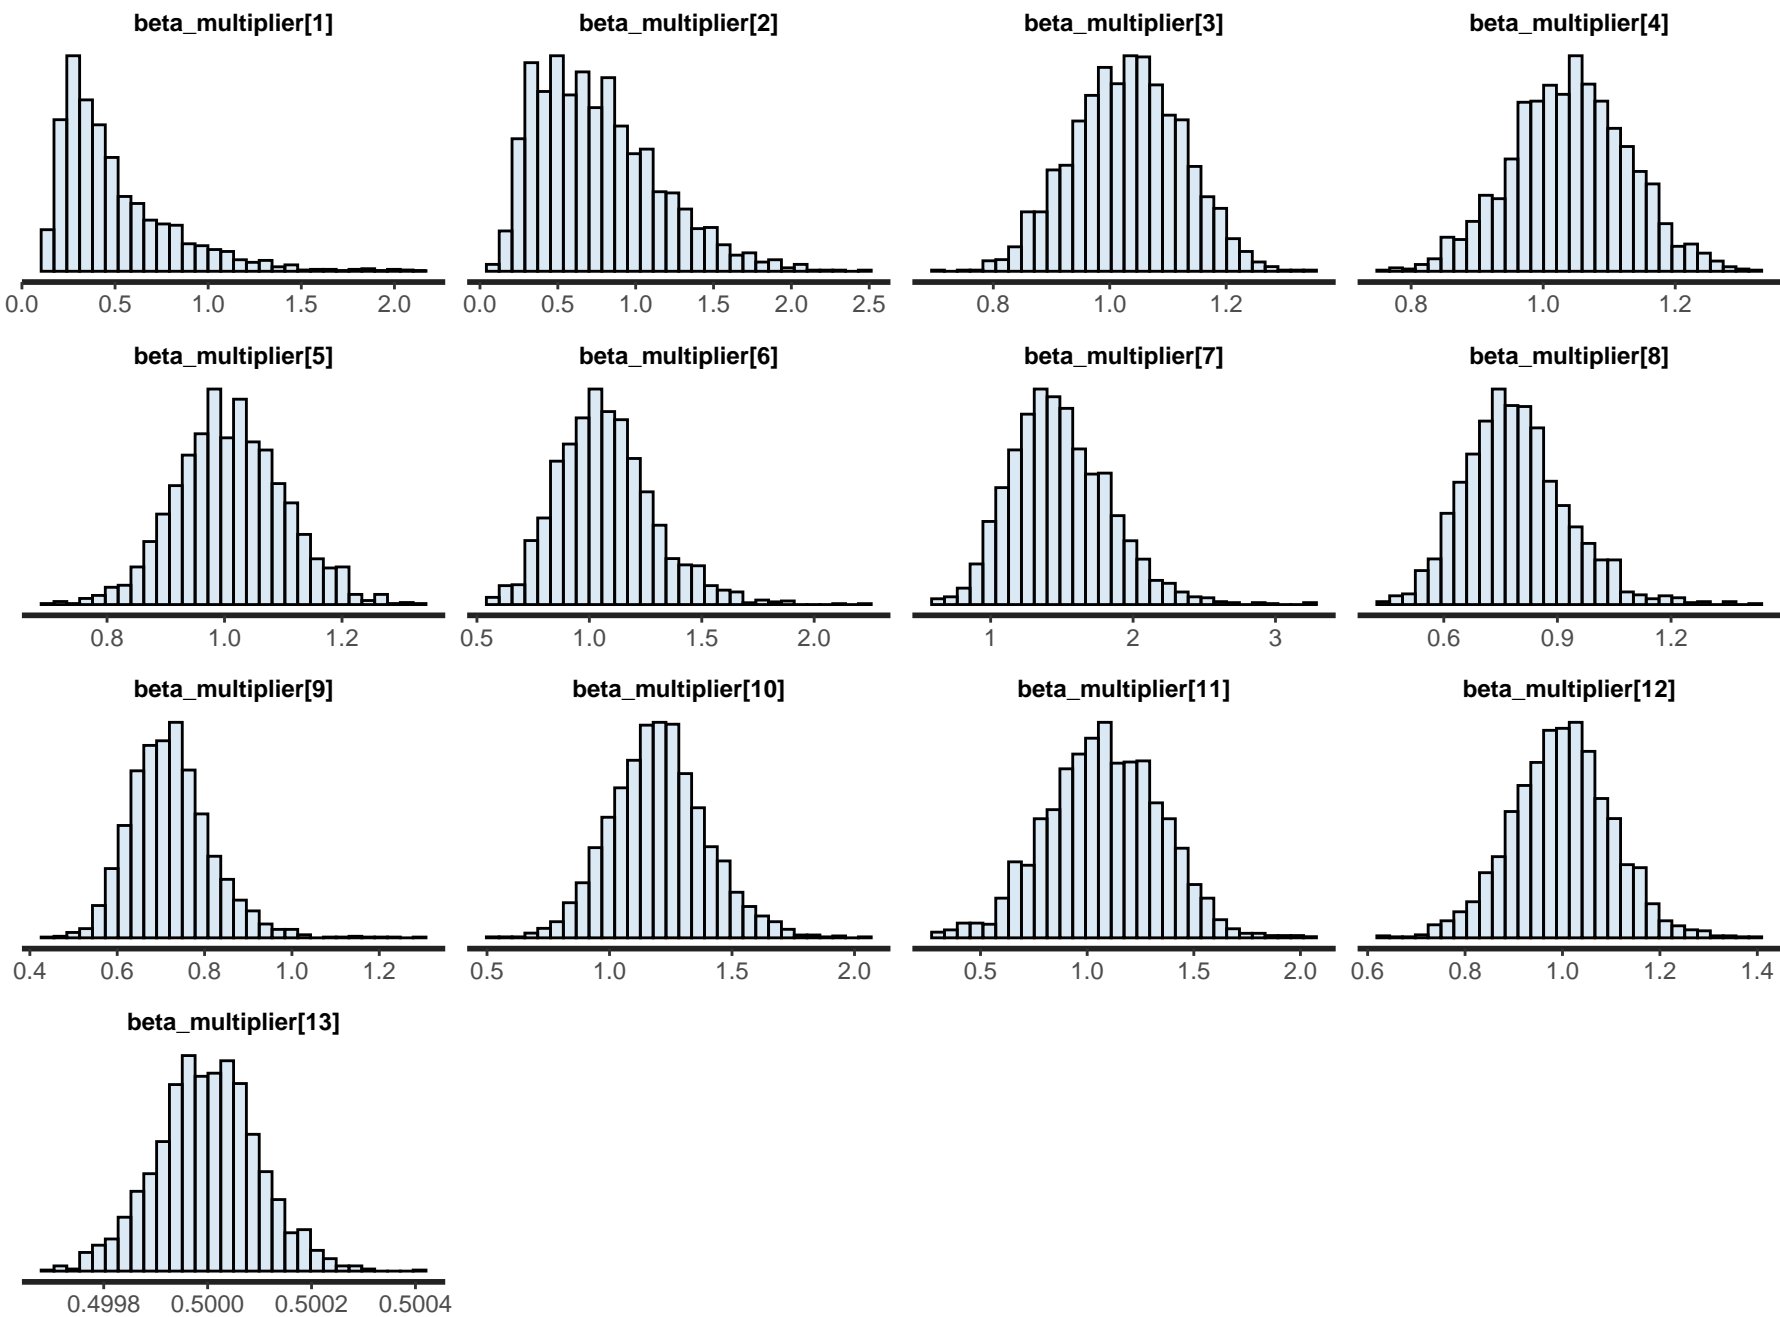 beta_multiplier[1] beta_multiplier[2] beta_multiplier[3] beta_multiplier[4]
0.0 0.5 1.0 1.5 2.0 0.0 0.5 1.0 1.5 2.0 2.5 0.8 1.0 1.2 0.8 1.0 1.2
beta_multiplier[5] beta_multiplier[6] beta_multiplier[7] beta_multiplier[8]
0.8 1.0 1.2 0.5 1.0 1.5 2.0 1 2 3 0.6 0.9 1.2
beta_multiplier[9] beta_multiplier[10] beta_multiplier[11] beta_multiplier[12]
0.4 0.6 0.8 1.0 1.2 0.5 1.0 1.5 2.0 0.5 1.0 1.5 2.0 0.6 0.8 1.0 1.2 1.4
beta_multiplier[13]
0.4998 0.5000 0.5002 0.5004